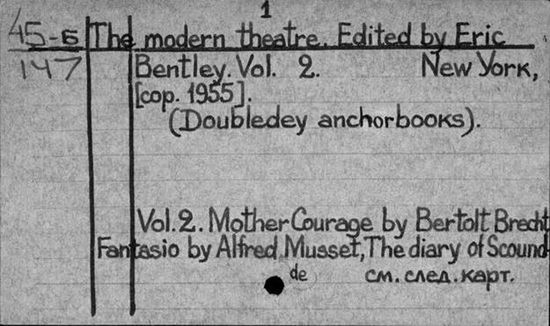 1
45-5 The modern theatre. Edited by Eric
147 Bentley. Vol. 2. New York,
[cop. 1955].
(Doubledey anchorbooks).
Vol.2. Mother Courage by Bertolt Brecht
Fantasio by Alfred Musset, The diary of Scound
de см. след. карт.